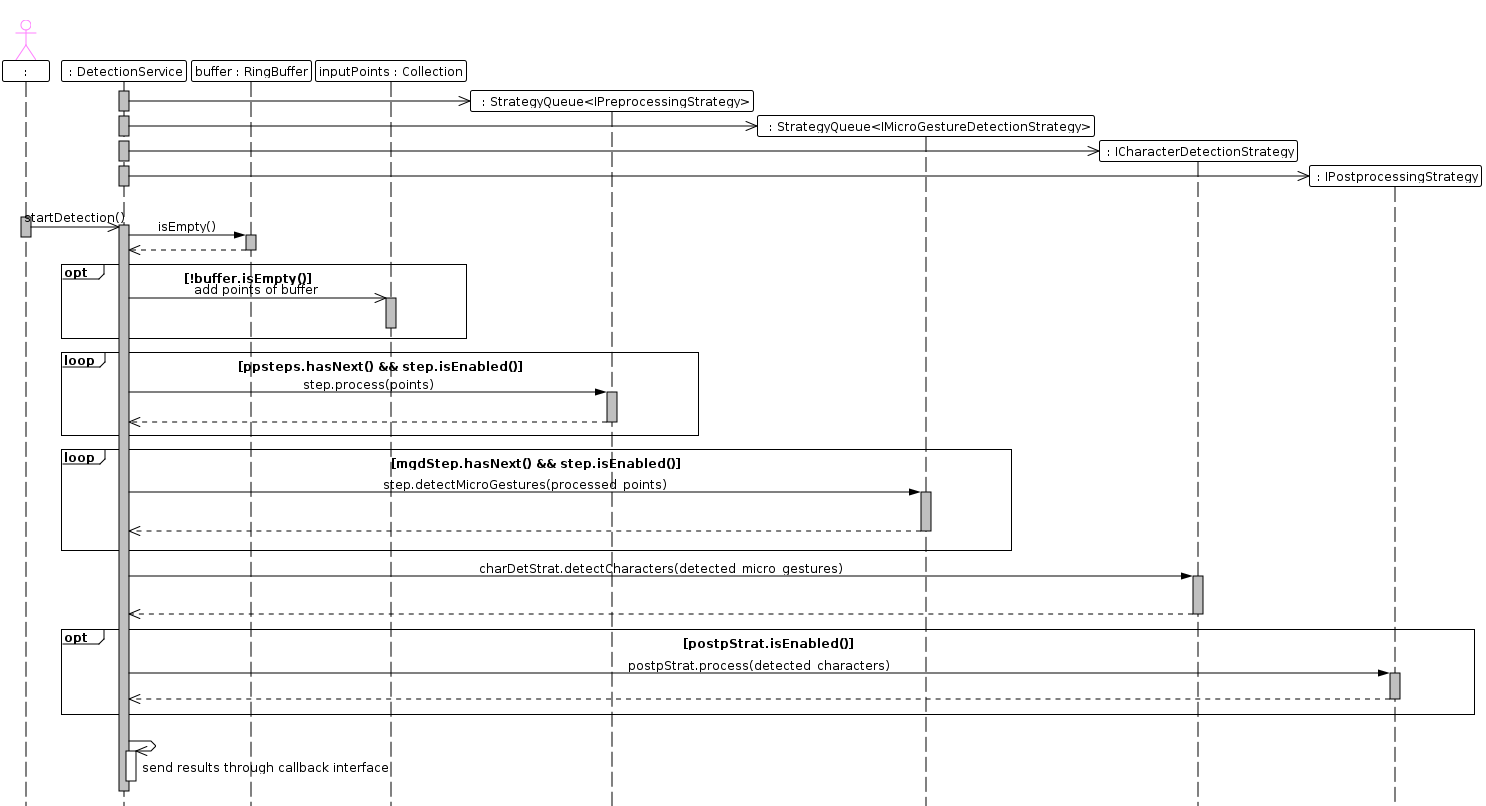 :
: DetectionService
buffer : RingBuffer
inputPoints : Collection
: StrategyQueue<IPreprocessingStrategy>
: StrategyQueue<IMicroGestureDetectionStrategy>
: ICharacterDetectionStrategy
: IPostprocessingStrategy
startDetection()
isEmpty()
opt
[!buffer.isEmpty()]
add points of buffer
loop
[ppsteps.hasNext() && step.isEnabled()]
step.process(points)
loop
[mgdStep.hasNext() && step.isEnabled()]
step.detectMicroGestures(processed points)
charDetStrat.detectCharacters(detected micro gestures)
opt
[postpStrat.isEnabled()]
postpStrat.process(detected characters)
send results through callback interface